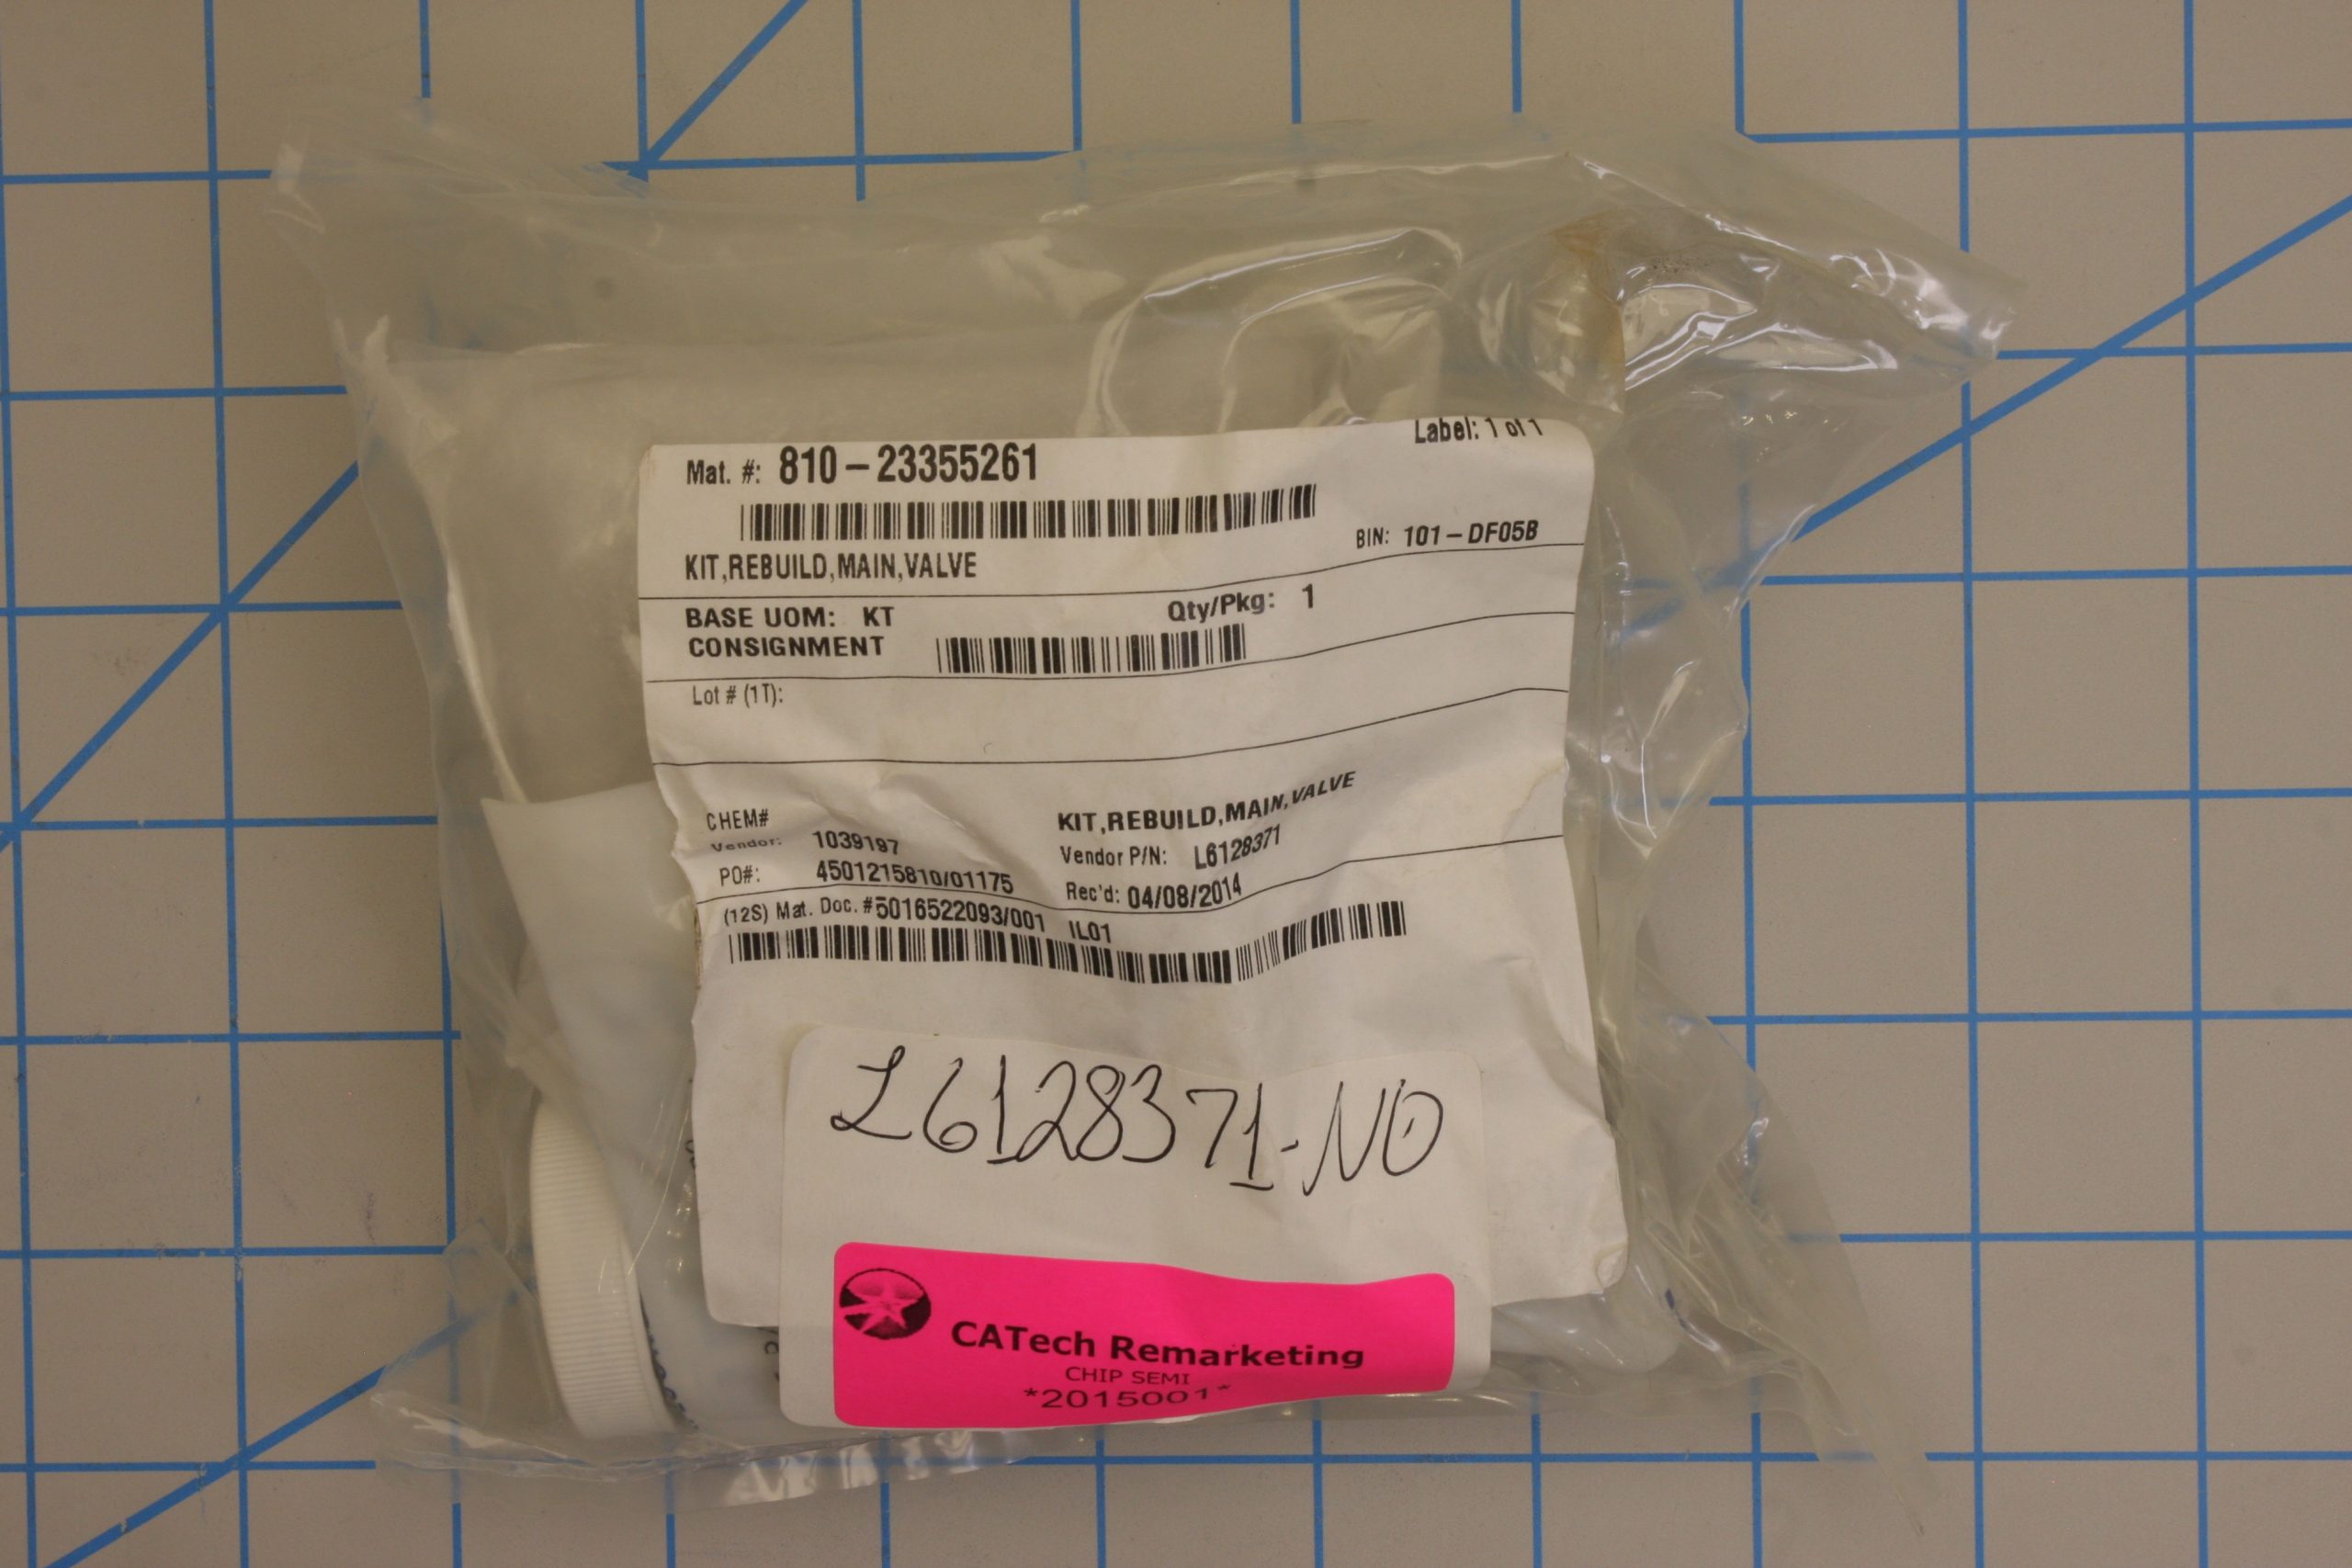 Label: 1 of 1
Mat. #: 810-23355261
BIN: 101-DF05B
KIT,REBUILD,MAIN,VALVE
BASE UOM: KT Qty/Pkg: 1
CONSIGNMENT
Lot # (1T):
CHEM# KIT,REBUILD,MAIN,VALVE
Vendor: 1039197 Vendor P/N: L6128371
PO#: 4501215810/01175 Rec'd: 04/08/2014
(12S) Mat. Doc. #5016522093/001 IL01
L6128371-NO
CATech Remarketing
CHIP SEMI
*2015001*